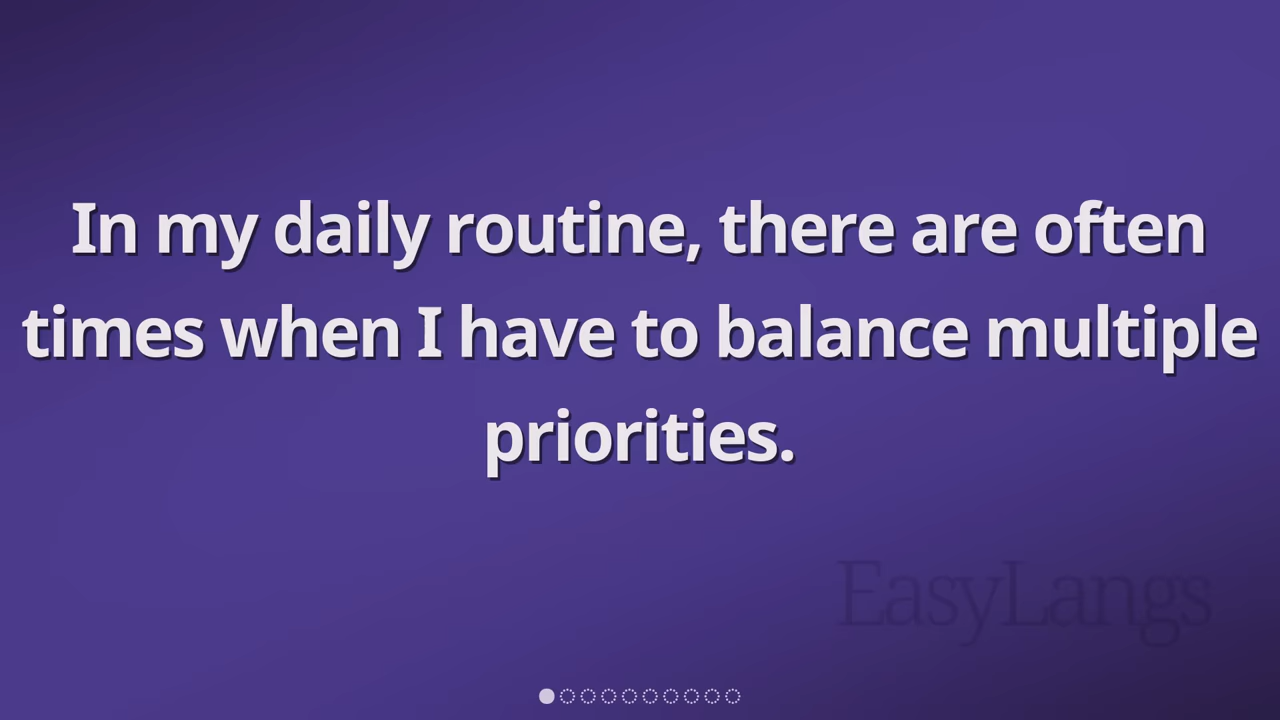 In my daily routine, there are often
times when I have to balance multiple
priorities.
EasyLangs